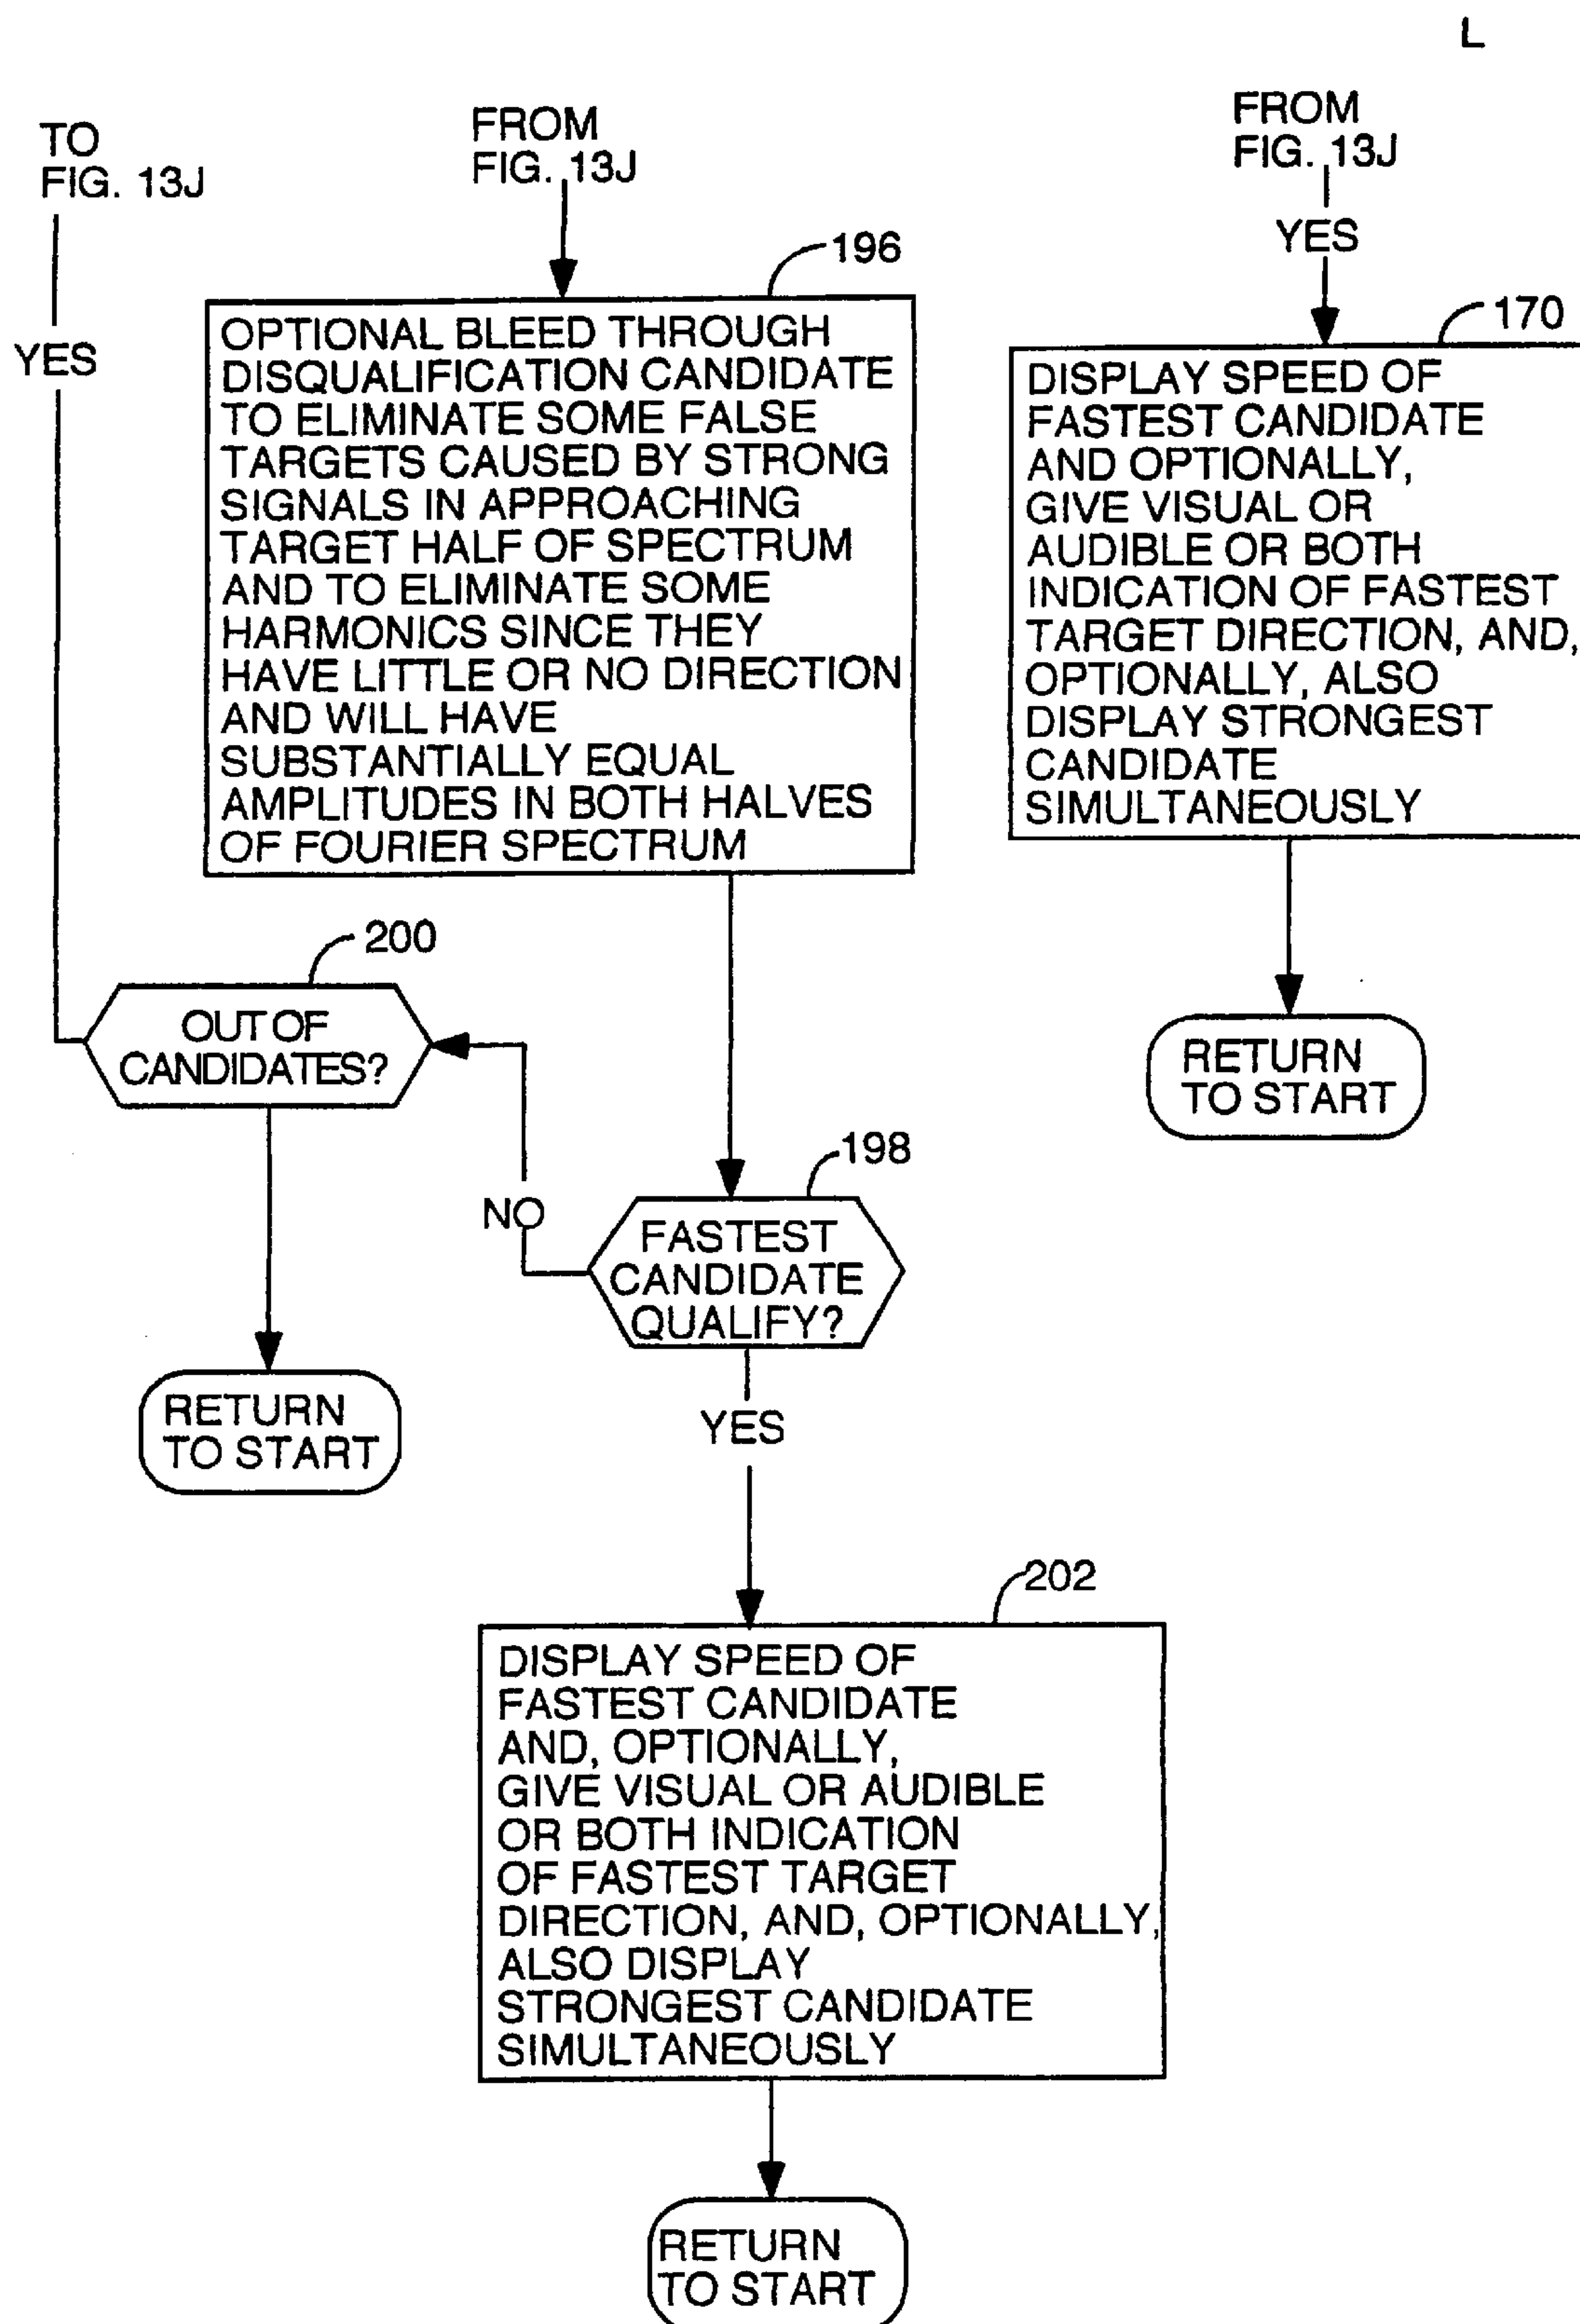 L
TO
FIG. 13J
FROM
FIG. 13J
FROM
FIG. 13J
YES
196
170
YES
OPTIONAL BLEED THROUGH
DISQUALIFICATION CANDIDATE
TO ELIMINATE SOME FALSE
TARGETS CAUSED BY STRONG
SIGNALS IN APPROACHING
TARGET HALF OF SPECTRUM
AND TO ELIMINATE SOME
HARMONICS SINCE THEY
HAVE LITTLE OR NO DIRECTION
AND WILL HAVE
SUBSTANTIALLY EQUAL
AMPLITUDES IN BOTH HALVES
OF FOURIER SPECTRUM
DISPLAY SPEED OF
FASTEST CANDIDATE
AND OPTIONALLY,
GIVE VISUAL OR
AUDIBLE OR BOTH
INDICATION OF FASTEST
TARGET DIRECTION, AND,
OPTIONALLY, ALSO
DISPLAY STRONGEST
CANDIDATE
SIMULTANEOUSLY
200
OUT OF
CANDIDATES?
RETURN
TO START
198
NO
FASTEST
CANDIDATE
QUALIFY?
RETURN
TO START
YES
202
DISPLAY SPEED OF
FASTEST CANDIDATE
AND, OPTIONALLY,
GIVE VISUAL OR AUDIBLE
OR BOTH INDICATION
OF FASTEST TARGET
DIRECTION, AND, OPTIONALLY,
ALSO DISPLAY
STRONGEST CANDIDATE
SIMULTANEOUSLY
RETURN
TO START